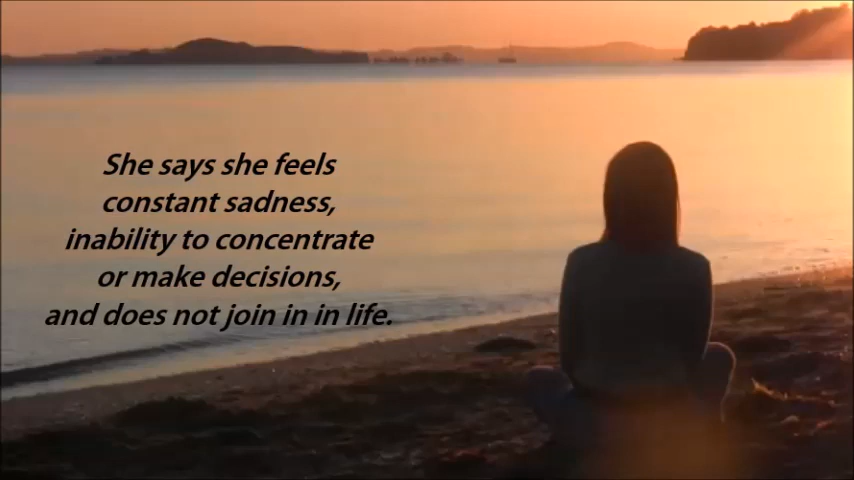 She says she feels
constant sadness,
inability to concentrate
or make decisions,
and does not join in in life.